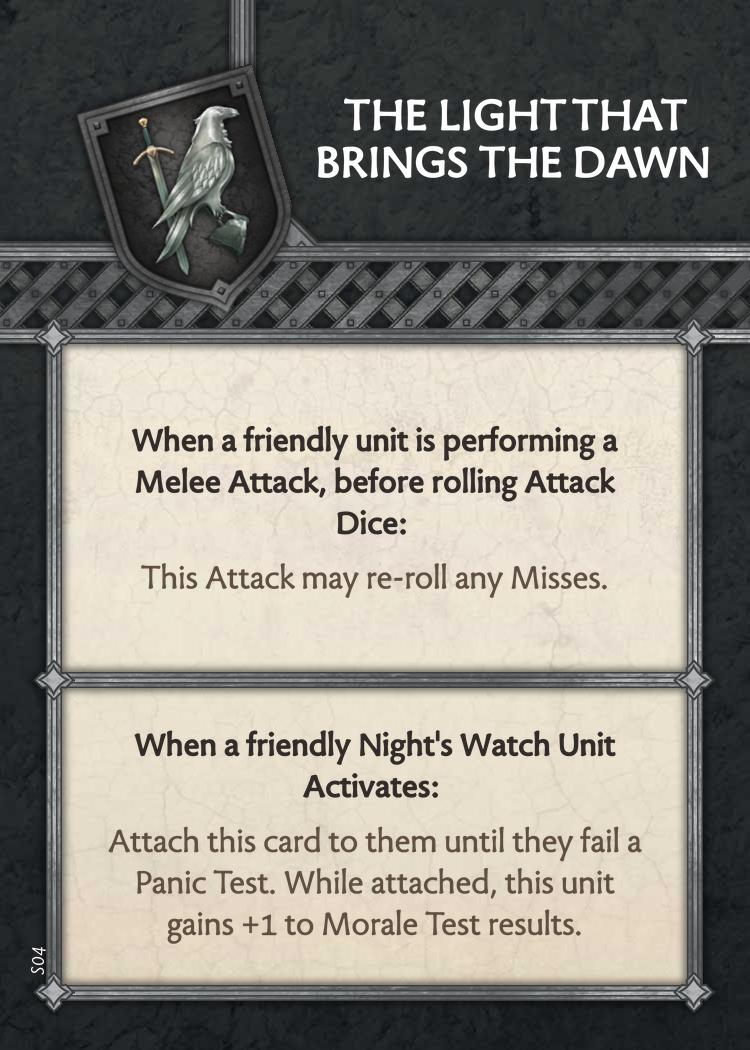 THE LIGHT THAT
BRINGS THE DAWN
When a friendly unit is performing a
Melee Attack, before rolling Attack
Dice:
This Attack may re-roll any Misses.
When a friendly Night's Watch Unit
Activates:
Attach this card to them until they fail a
Panic Test. While attached, this unit
gains +1 to Morale Test results.
S04